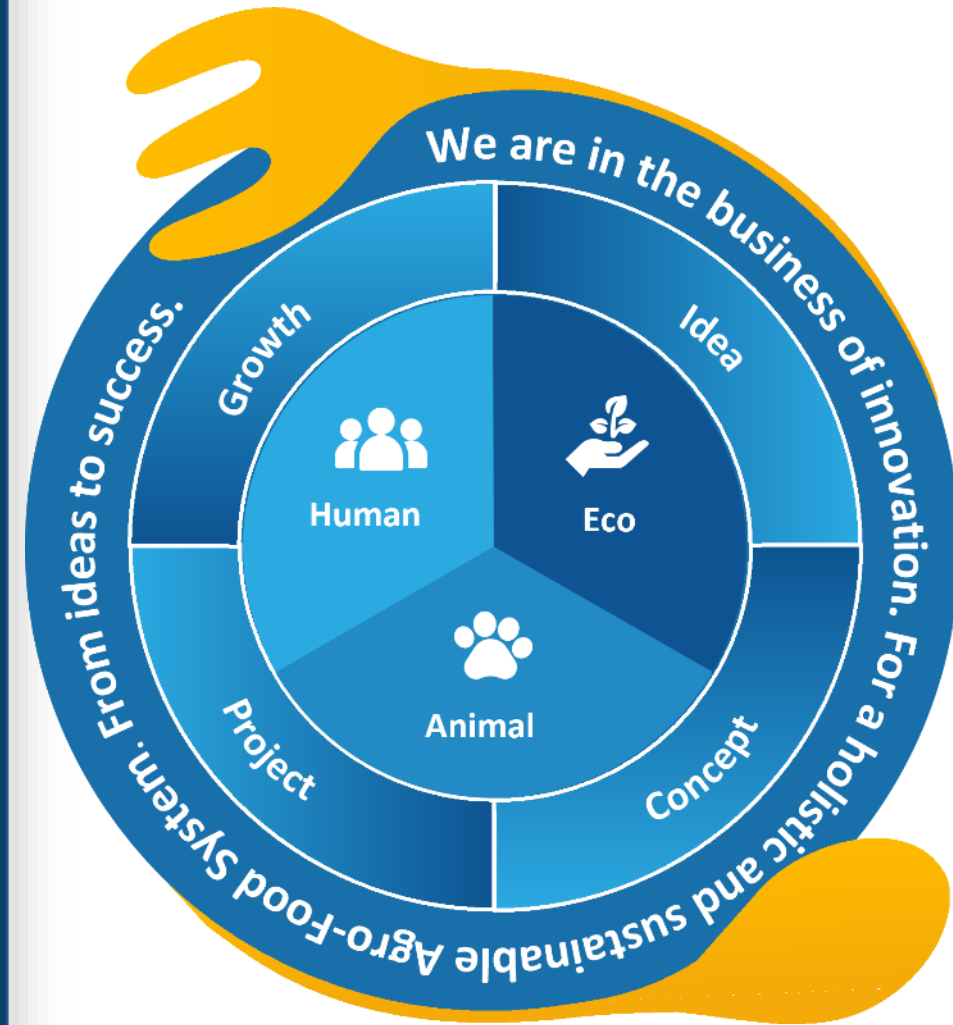 We are in the business of innovation. For a holistic and sustainable Agro-Food System. From ideas to success.
Growth
Idea
Human
Eco
Animal
Project
Concept